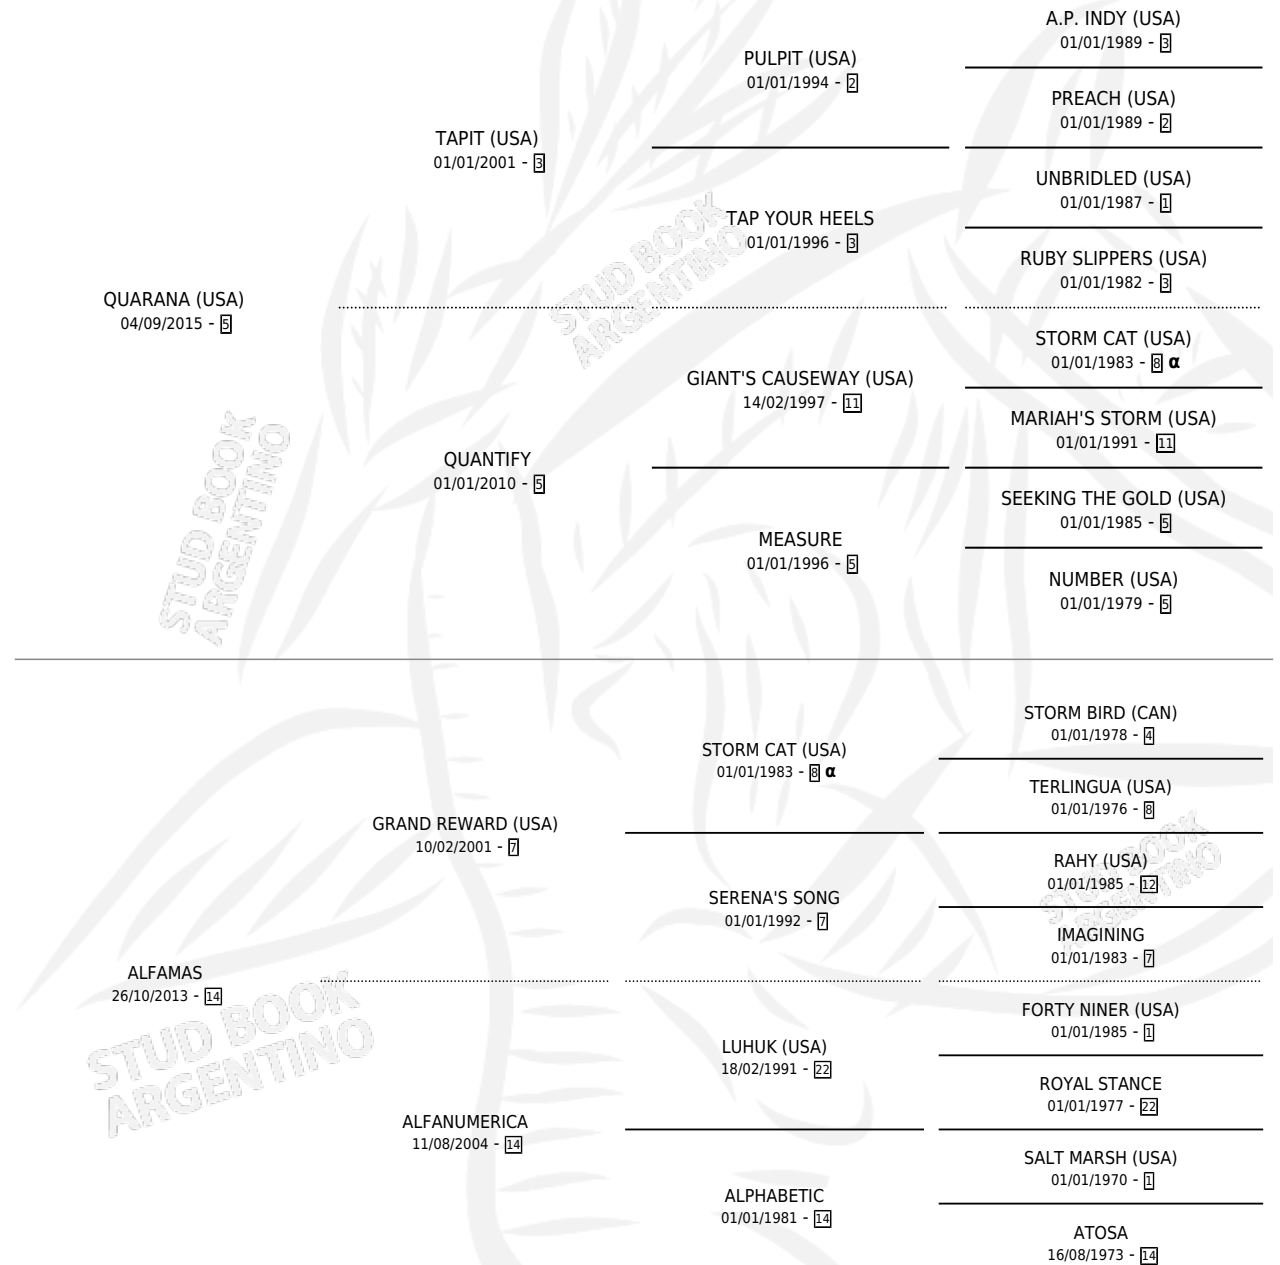 QUARANA (USA)
04/09/2015 - 5
TAPIT (USA)
01/01/2001 - 3
QUANTIFY
01/01/2010 - 5
PULPIT (USA)
01/01/1994 - 2
TAP YOUR HEELS
01/01/1996 - 3
GIANT'S CAUSEWAY (USA)
14/02/1997 - 11
MEASURE
01/01/1996 - 5
A.P. INDY (USA)
01/01/1989 - 3
PREACH (USA)
01/01/1989 - 2
UNBRIDLED (USA)
01/01/1987 - 1
RUBY SLIPPERS (USA)
01/01/1982 - 3
STORM CAT (USA)
01/01/1983 - 8 α
MARIAH'S STORM (USA)
01/01/1991 - 11
SEEKING THE GOLD (USA)
01/01/1985 - 5
NUMBER (USA)
01/01/1979 - 5
STUD BOOK
ARGENTINO
STUD BOOK
ARGENTINO
ALFAMAS
26/10/2013 - 14
GRAND REWARD (USA)
10/02/2001 - 7
ALFANUMERICA
11/08/2004 - 14
STORM CAT (USA)
01/01/1983 - 8 α
SERENA'S SONG
01/01/1992 - 7
LUHUK (USA)
18/02/1991 - 22
ALPHABETIC
01/01/1981 - 14
STORM BIRD (CAN)
01/01/1978 - 4
TERLINGUA (USA)
01/01/1976 - 8
RAHY (USA)
01/01/1985 - 12
IMAGINING
01/01/1983 - 7
FORTY NINER (USA)
01/01/1985 - 1
ROYAL STANCE
01/01/1977 - 22
SALT MARSH (USA)
01/01/1970 - 1
ATOSA
16/08/1973 - 14
STUD BOOK
ARGENTINO
STUD BOOK
ARGENTINO